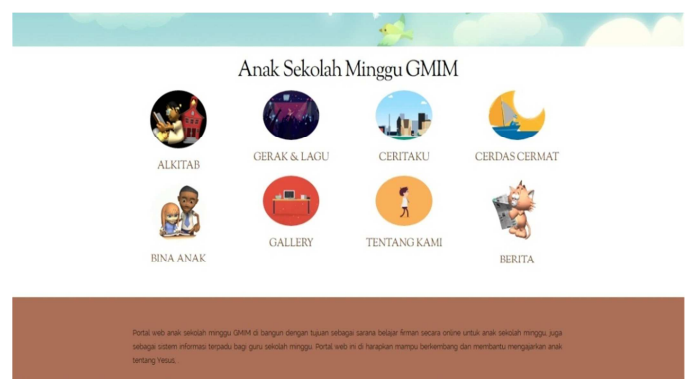 Anak Sekolah Minggu GMIM
ALKITAB
GERAK & LAGU
CERITAKU
CERDAS CERMAT
BINA ANAK
GALLERY
TENTANG KAMI
BERITA
Portal web anak sekolah minggu GMIM di bangun dengan tujuan sebagai sarana belajar firman secara online untuk anak sekolah minggu, juga
sebagai sistem informasi terpadu bagi guru sekolah minggu. Portal web ini di harapkan mampu berkembang dan membantu mengajarkan anak
tentang Yesus.